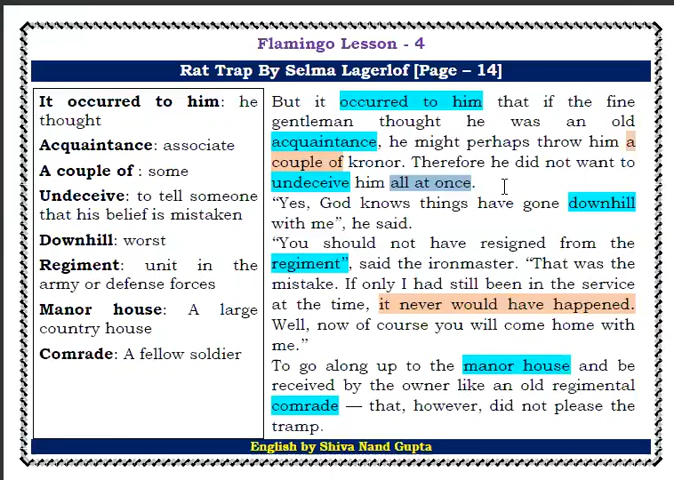 Flamingo Lesson - 4
Rat Trap By Selma Lagerlof [Page – 14]
It occurred to him: he
thought
Acquaintance: associate
A couple of : some
Undeceive: to tell someone
that his belief is mistaken
Downhill: worst
Regiment: unit in the
army or defense forces
Manor house: A large
country house
Comrade: A fellow soldier
But it occurred to him that if the fine
gentleman thought he was an old
acquaintance, he might perhaps throw him a
couple of kronor. Therefore he did not want to
undeceive him all at once.
“Yes, God knows things have gone downhill
with me”, he said.
“You should not have resigned from the
regiment”, said the ironmaster. “That was the
mistake. If only I had still been in the service
at the time, it never would have happened.
Well, now of course you will come home with
me.”
To go along up to the manor house and be
received by the owner like an old regimental
comrade — that, however, did not please the
tramp.
English by Shiva Nand Gupta